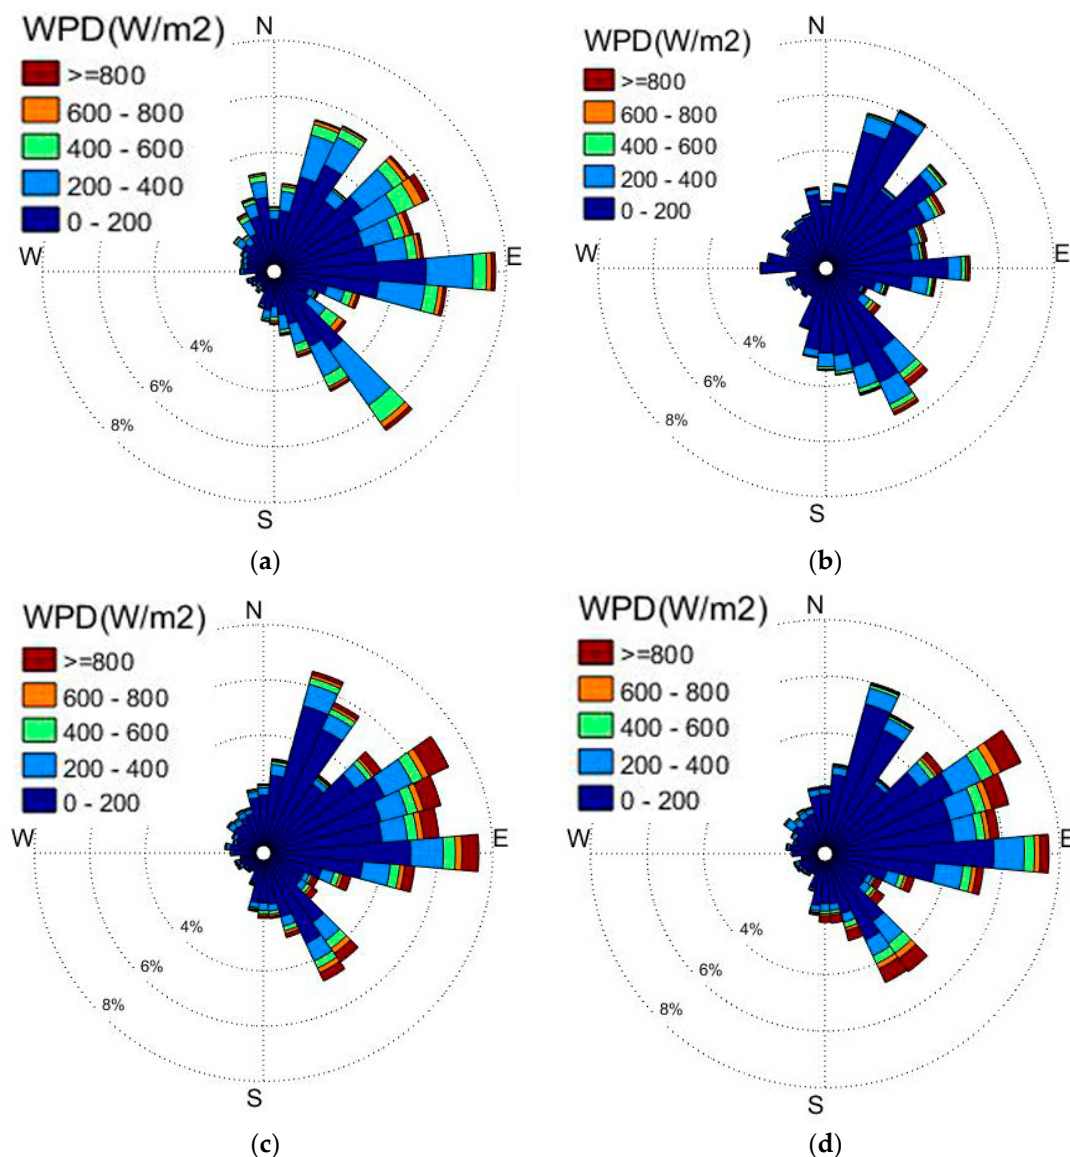 WPD(W/m2)
>=800
600 - 800
400 - 600
200 - 400
0 - 200
N
W
E
S
4%
6%
8%
(a)
WPD(W/m2)
>=800
600 - 800
400 - 600
200 - 400
0 - 200
N
W
E
S
4%
6%
8%
(b)
WPD(W/m2)
>=800
600 - 800
400 - 600
200 - 400
0 - 200
N
W
E
S
4%
6%
8%
(c)
WPD(W/m2)
>=800
600 - 800
400 - 600
200 - 400
0 - 200
N
W
E
S
4%
6%
8%
(d)